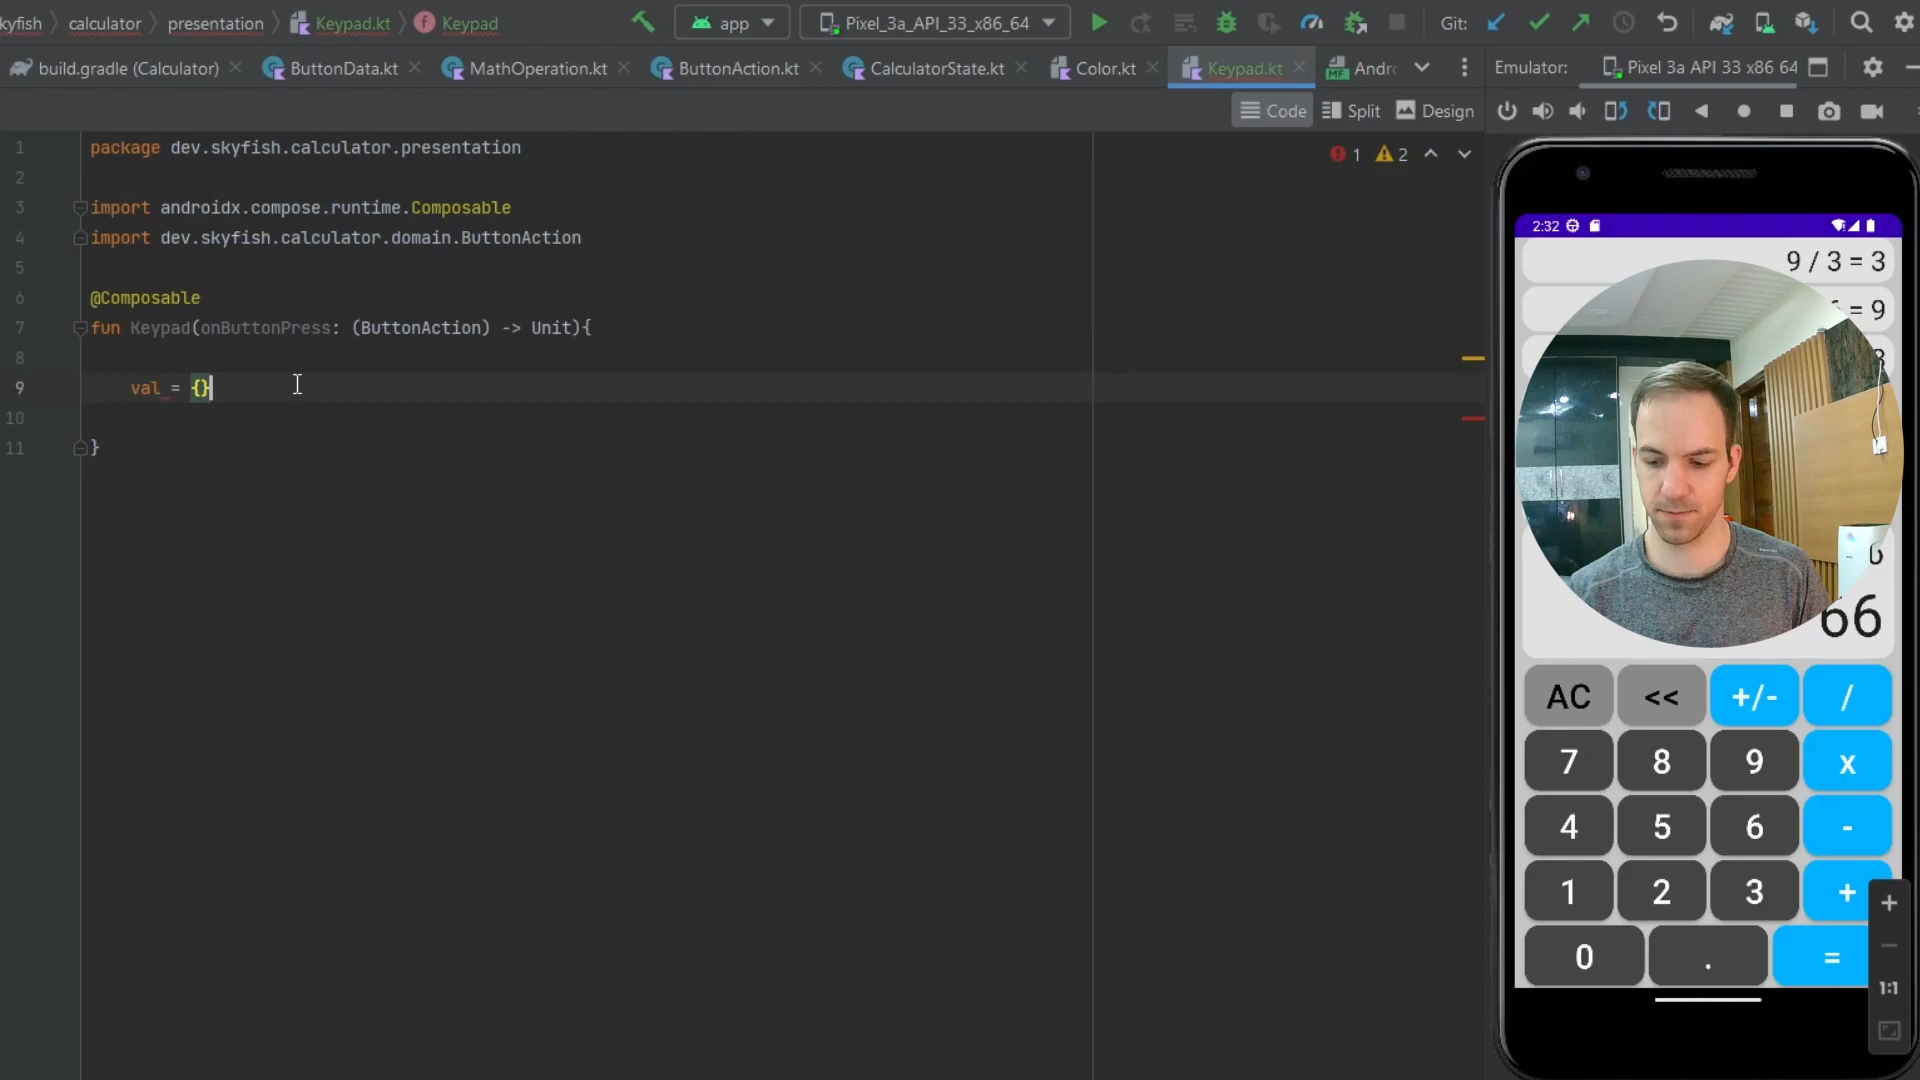 kyfish calculator presentation Keypad.kt Keypad app Pixel_3a_API_33_x86_64 Git:
build.gradle (Calculator) ButtonData.kt MathOperation.kt ButtonAction.kt CalculatorState.kt Color.kt Keypad.kt Andr Emulator: Pixel 3a API 33 x86 64
Code Split Design
1 package dev.skyfish.calculator.presentation
1 2
2
3 import androidx.compose.runtime.Composable
4 import dev.skyfish.calculator.domain.ButtonAction
5
6 @Composable
7 fun Keypad(onButtonPress: (ButtonAction) -> Unit){
8
9 val = {}
10
11 }
2:32
9 / 3 = 3
= 9
66
AC << +/- /
7 8 9 x
4 5 6 -
1 2 3 +
0 . =
+
-
1:1